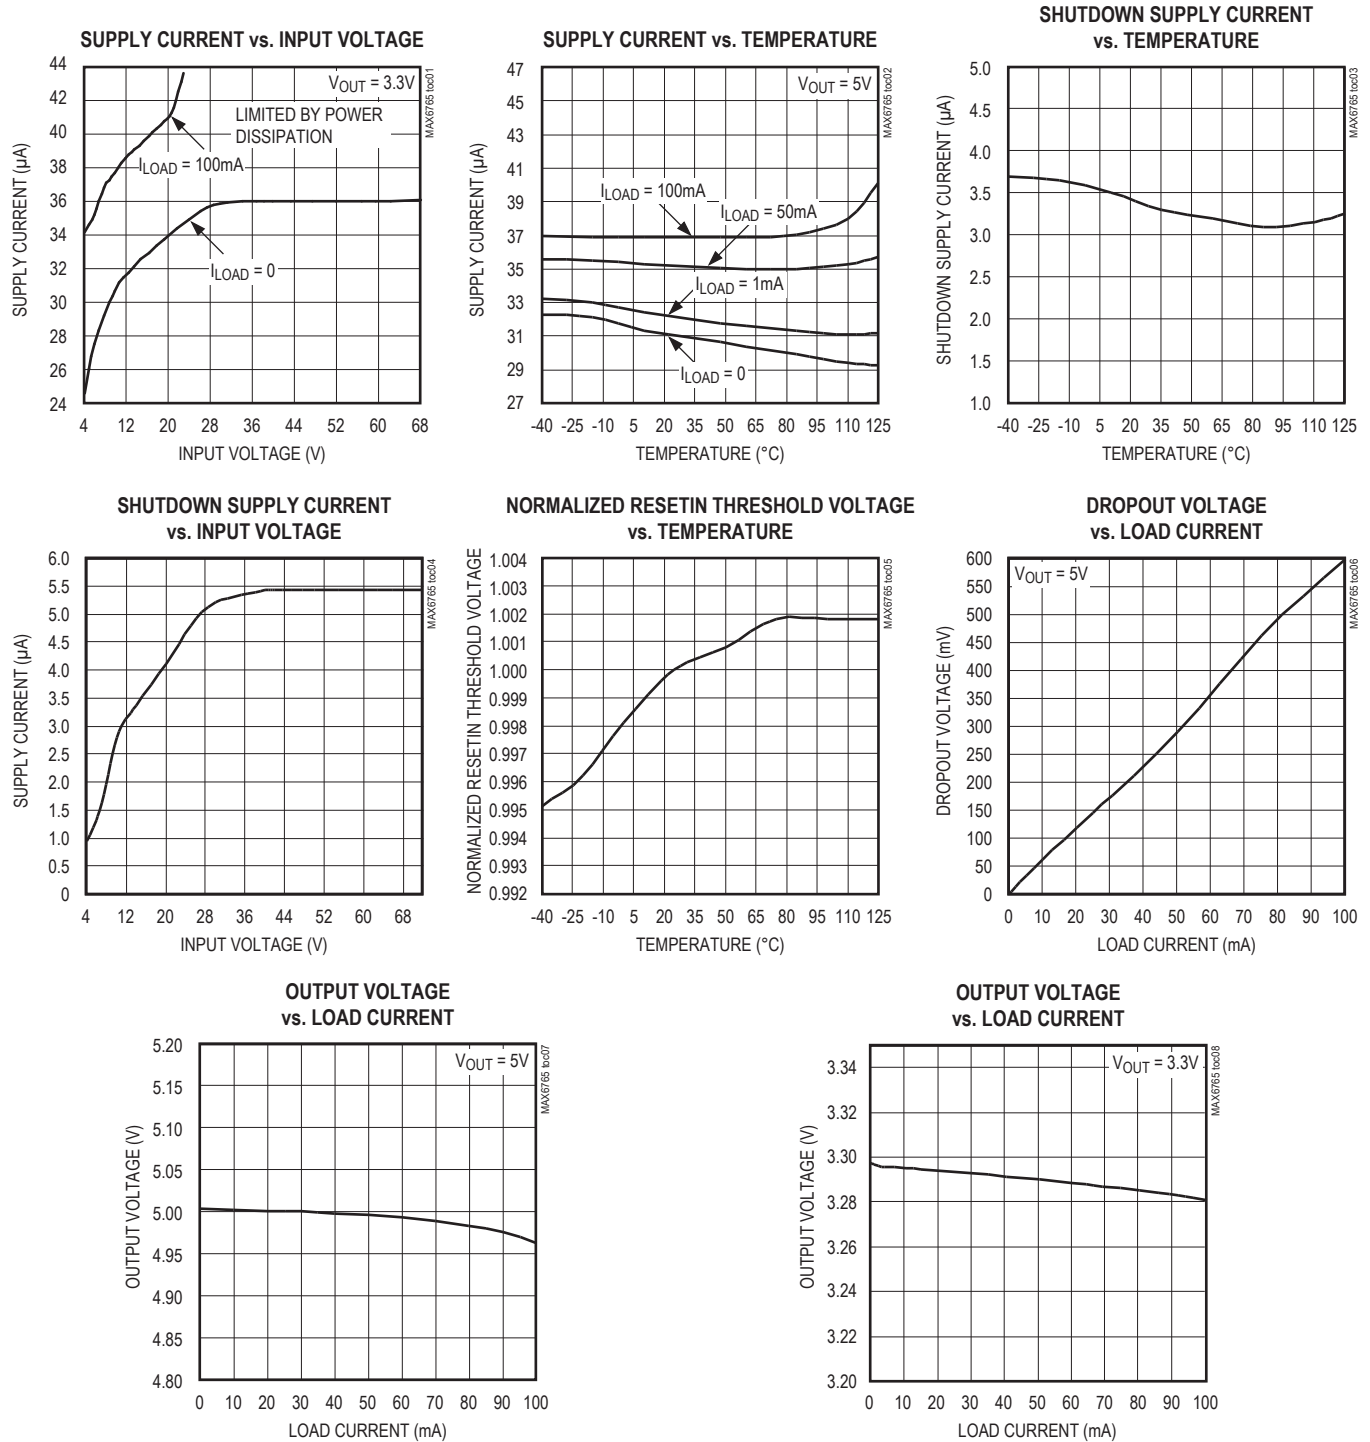 SUPPLY CURRENT vs. INPUT VOLTAGE
MAX6765 toc01
SUPPLY CURRENT (µA)
44
42
40
38
36
34
32
30
28
26
24
VOUT = 3.3V
LIMITED BY POWER
DISSIPATION
ILOAD = 100mA
ILOAD = 0
4 12 20 28 36 44 52 60 68
INPUT VOLTAGE (V)
SUPPLY CURRENT vs. TEMPERATURE
MAX6765 toc02
SUPPLY CURRENT (µA)
47
45
43
41
39
37
35
33
31
29
27
VOUT = 5V
ILOAD = 100mA
ILOAD = 50mA
ILOAD = 1mA
ILOAD = 0
-40 -25 -10 5 20 35 50 65 80 95 110 125
TEMPERATURE (°C)
SHUTDOWN SUPPLY CURRENT
vs. TEMPERATURE
MAX6765 toc03
SHUTDOWN SUPPLY CURRENT (µA)
5.0
4.5
4.0
3.5
3.0
2.5
2.0
1.5
1.0
-40 -25 -10 5 20 35 50 65 80 95 110 125
TEMPERATURE (°C)
SHUTDOWN SUPPLY CURRENT
vs. INPUT VOLTAGE
MAX6765 toc04
SUPPLY CURRENT (µA)
6.0
5.5
5.0
4.5
4.0
3.5
3.0
2.5
2.0
1.5
1.0
0.5
0
4 12 20 28 36 44 52 60 68
INPUT VOLTAGE (V)
NORMALIZED RESETIN THRESHOLD VOLTAGE
vs. TEMPERATURE
MAX6765 toc05
NORMALIZED RESETIN THRESHOLD VOLTAGE
1.004
1.003
1.002
1.001
1.000
0.999
0.998
0.997
0.996
0.995
0.994
0.993
0.992
-40 -25 -10 5 20 35 50 65 80 95 110 125
TEMPERATURE (°C)
DROPOUT VOLTAGE
vs. LOAD CURRENT
MAX6765 toc06
DROPOUT VOLTAGE (mV)
600
550
500
450
400
350
300
250
200
150
100
50
0
VOUT = 5V
0 10 20 30 40 50 60 70 80 90 100
LOAD CURRENT (mA)
OUTPUT VOLTAGE
vs. LOAD CURRENT
MAX6765 toc07
OUTPUT VOLTAGE (V)
5.20
5.15
5.10
5.05
5.00
4.95
4.90
4.85
4.80
VOUT = 5V
0 10 20 30 40 50 60 70 80 90 100
LOAD CURRENT (mA)
OUTPUT VOLTAGE
vs. LOAD CURRENT
MAX6765 toc08
OUTPUT VOLTAGE (V)
3.34
3.32
3.30
3.28
3.26
3.24
3.22
3.20
VOUT = 3.3V
0 10 20 30 40 50 60 70 80 90 100
LOAD CURRENT (mA)